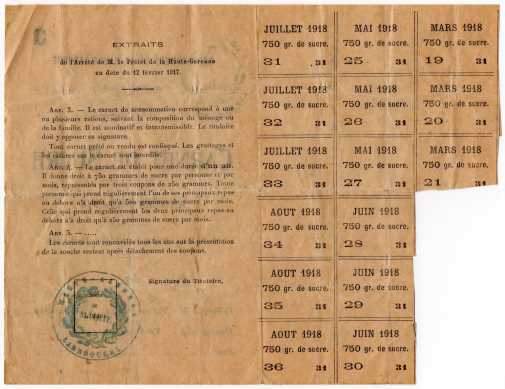 EXTRAITS
de l'Arrêté de M. le Préfet de la Haute-Garonne
en date du 12 février 1917.
ART. 3. — Le carnet de consommation correspond à une
ou plusieurs rations, suivant la composition du ménage ou
de la famille. Il est nominatif et intransmissible. Le titulaire
doit y apposer sa signature.
Tout carnet prêté ou vendu est confisqué. Les grattages et
les ratures sur le carnet sont interdits.
ART. 4. — Le carnet est établi pour une durée d'un an.
Il donne droit à 750 grammes de sucre par personne et par
mois, représentés par trois coupons de 250 grammes. Toute
personne qui prend régulièrement l'un de ses principaux repas
au dehors n'a droit qu'à 500 grammes de sucre par mois.
Celle qui prend régulièrement les deux principaux repas au
dehors n'a droit qu'à 250 grammes de sucre par mois.
ART. 5. — .....
Les carnets sont renouvelés tous les ans sur la présentation
de la souche restant après détachement des coupons.
Signature du Titulaire,
JUILLET 1918
750 gr. de sucre.
31 31
MAI 1918
750 gr. de sucre.
25 31
MARS 1918
750 gr. de sucre.
19 31
JUILLET 1918
750 gr. de sucre.
32 31
MAI 1918
750 gr. de sucre.
26 31
MARS 1918
750 gr. de sucre.
20 31
JUILLET 1918
750 gr. de sucre.
33 31
MAI 1918
750 gr. de sucre.
27 31
MARS 1918
750 gr. de sucre.
21 31
AOUT 1918
750 gr. de sucre.
34 31
JUIN 1918
750 gr. de sucre.
28 31
AOUT 1918
750 gr. de sucre.
35 31
JUIN 1918
750 gr. de sucre.
29 31
AOUT 1918
750 gr. de sucre.
36 31
JUIN 1918
750 gr. de sucre.
30 31